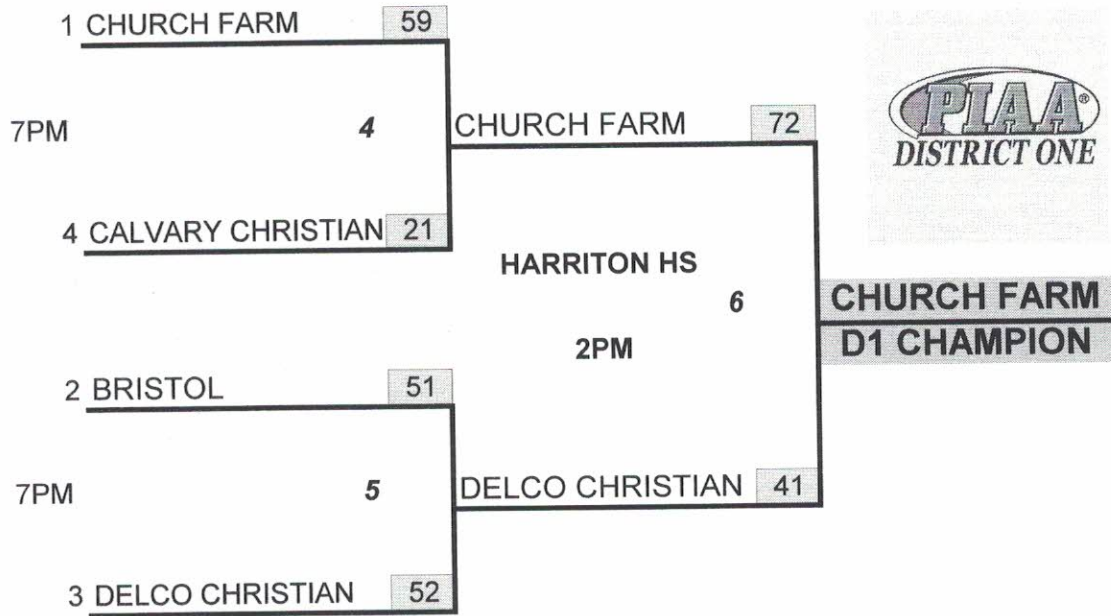 1 CHURCH FARM 59
7PM 4
4 CALVARY CHRISTIAN 21
CHURCH FARM 72
PIAA®
DISTRICT ONE
HARRITON HS
6
2PM
CHURCH FARM
D1 CHAMPION
2 BRISTOL 51
7PM 5
3 DELCO CHRISTIAN 52
DELCO CHRISTIAN 41